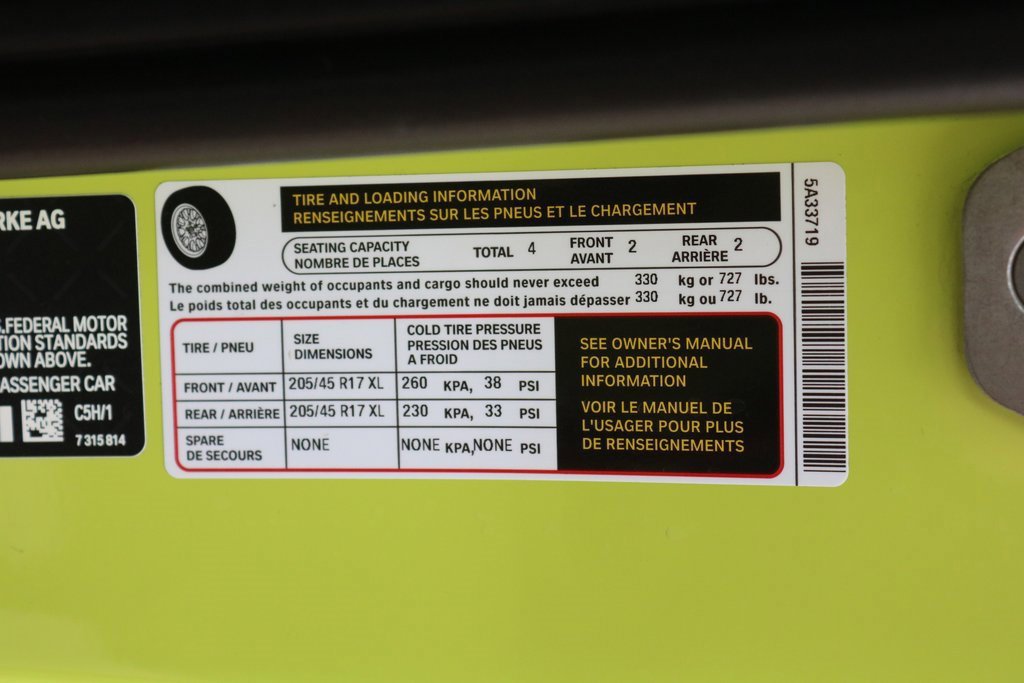 RKE AG
FEDERAL MOTOR
TION STANDARDS
OWN ABOVE.
ASSENGER CAR
C5H/1
7 315 814
TIRE AND LOADING INFORMATION
RENSEIGNEMENTS SUR LES PNEUS ET LE CHARGEMENT
SEATING CAPACITY
NOMBRE DE PLACES
TOTAL 4
FRONT
AVANT
2
REAR
ARRIÈRE
2
The combined weight of occupants and cargo should never exceed 330 kg or 727 lbs.
Le poids total des occupants et du chargement ne doit jamais dépasser 330 kg ou 727 lb.
TIRE / PNEU
SIZE
DIMENSIONS
COLD TIRE PRESSURE
PRESSION DES PNEUS
A FROID
FRONT / AVANT 205/45 R17 XL 260 KPA, 38 PSI
REAR / ARRIÈRE 205/45 R17 XL 230 KPA, 33 PSI
SPARE
DE SECOURS
NONE NONE KPA,NONE PSI
SEE OWNER'S MANUAL
FOR ADDITIONAL
INFORMATION
VOIR LE MANUEL DE
L'USAGER POUR PLUS
DE RENSEIGNEMENTS
5A33719